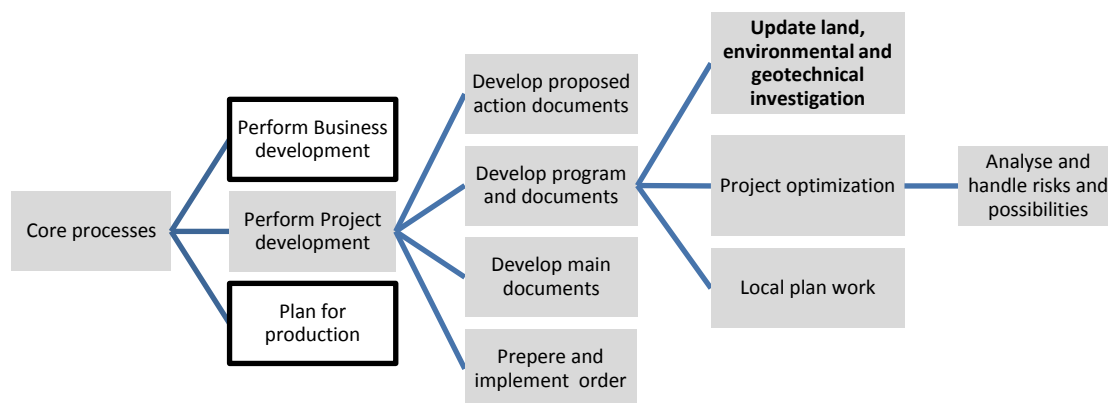 Core processes
Perform Business
development
Perform Project
development
Plan for
production
Develop proposed
action documents
Develop program
and documents
Develop main
documents
Prepere and
implement order
Update land,
environmental and
geotechnical
investigation
Project optimization
Local plan work
Analyse and
handle risks and
possibilities